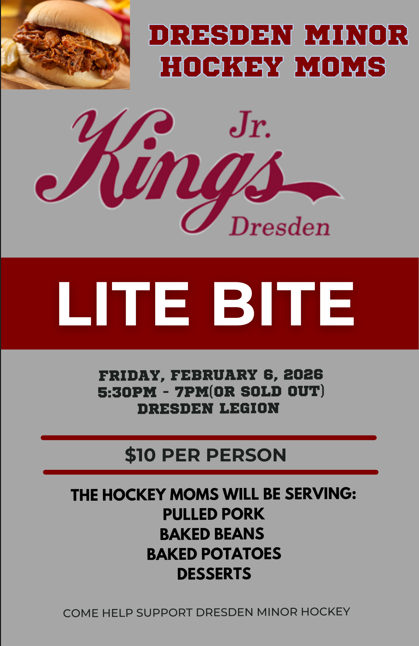 DRESDEN MINOR
HOCKEY MOMS
Jr.
Kings
Dresden
LITE BITE
FRIDAY, FEBRUARY 6, 2026
5:30PM - 7PM(OR SOLD OUT)
DRESDEN LEGION
$10 PER PERSON
THE HOCKEY MOMS WILL BE SERVING:
PULLED PORK
BAKED BEANS
BAKED POTATOES
DESSERTS
COME HELP SUPPORT DRESDEN MINOR HOCKEY